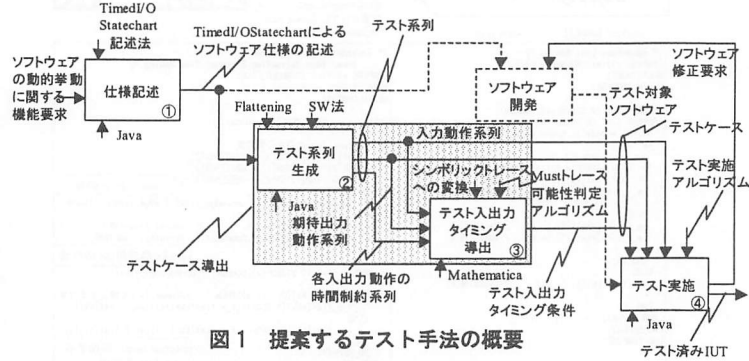 TimedI/O
Statechart
記述法
TimedI/OStatechartによる
ソフトウェア仕様の記述
テスト系列
ソフトウェア
修正要求
ソフトウェア
の動的挙動
に関する
機能要求
仕様記述
①
Java
ソフトウェア
開発
テスト対象
ソフトウェア
テストケース
Flattening
SW法
入力動作系列
テスト系列
生成
②
シンボリックトレース
への変換
Mustトレース
可能性判定
アルゴリズム
テスト実施
アルゴリズム
Java
期待出力
動作系列
テスト入出力
タイミング
導出
③
テストケース導出
各入出力動作の
時間制約系列
Mathematica
テスト入出力
タイミング条件
テスト実施
④
Java
テスト済みIUT
図1 提案するテスト手法の概要